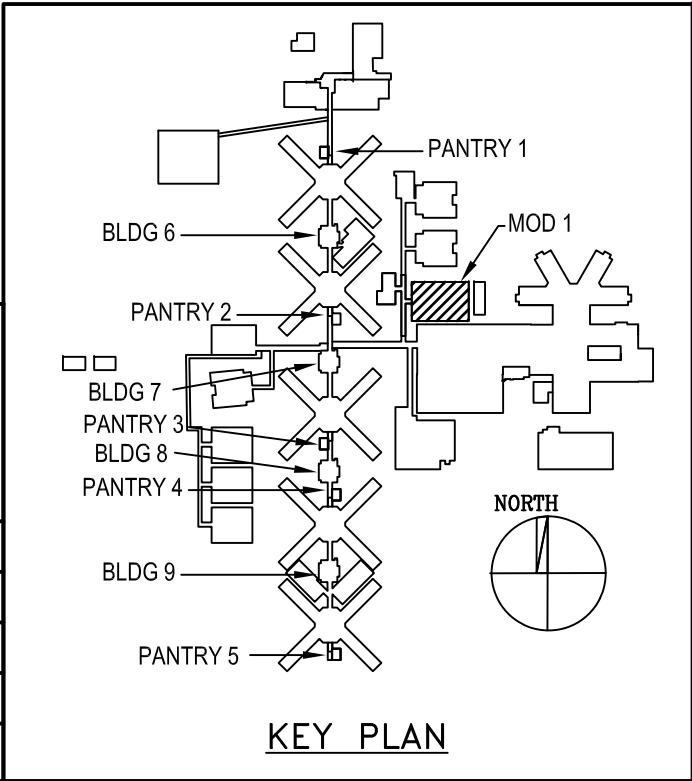 PANTRY 1
MOD 1
BLDG 6
PANTRY 2
BLDG 7
PANTRY 3
BLDG 8
PANTRY 4
NORTH
BLDG 9
PANTRY 5
KEY PLAN